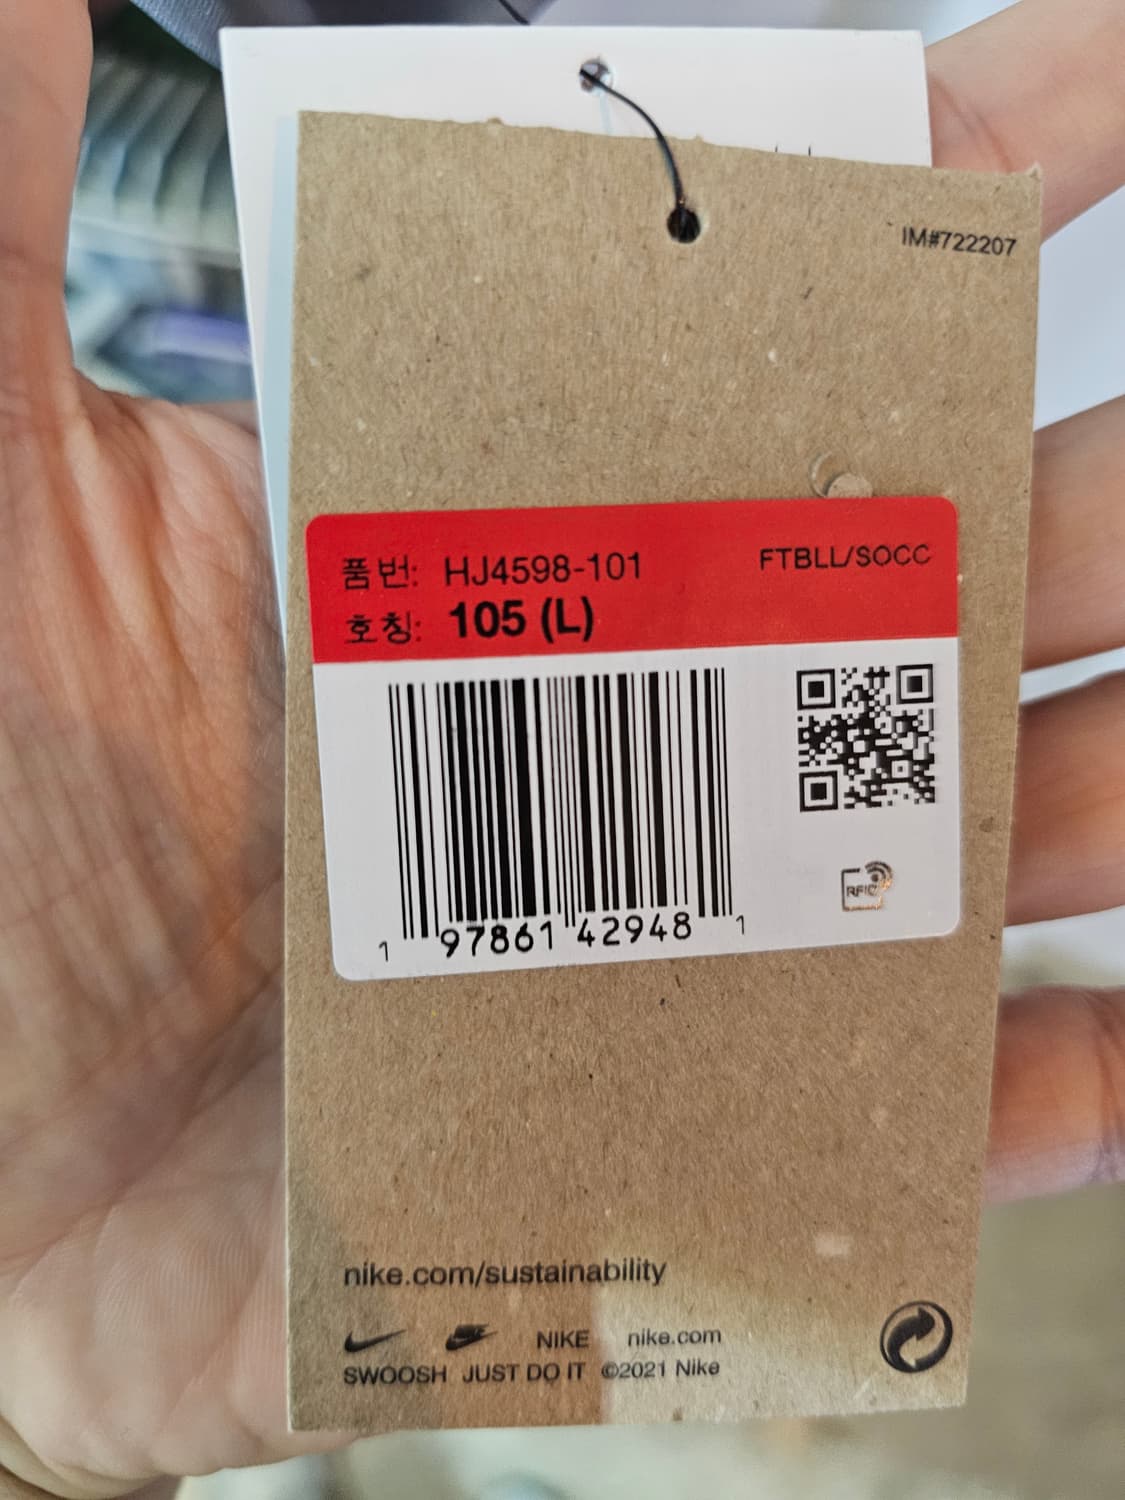 IM#722207
품번: HJ4598-101 FTBLL/SOCC
호칭: 105 (L)
RFID
1 97861 42948 1
nike.com/sustainability
NIKE nike.com
SWOOSH JUST DO IT ©2021 Nike